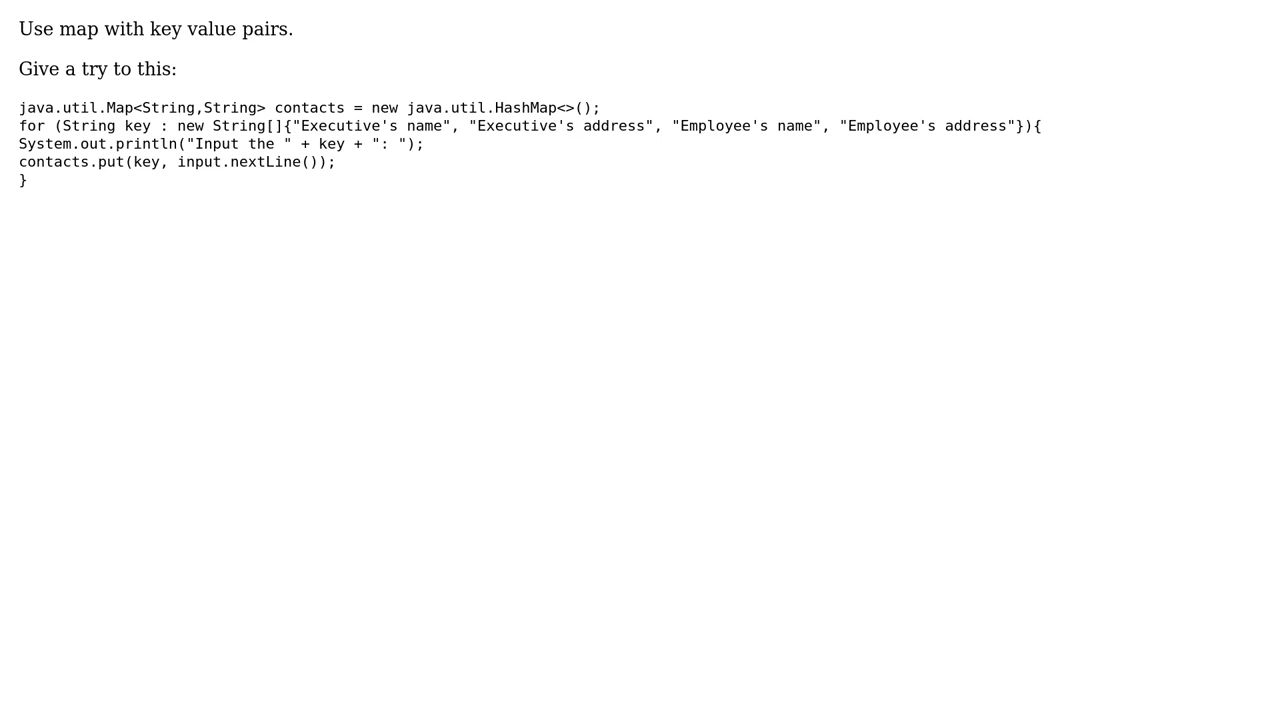 Use map with key value pairs.
Give a try to this:
java.util.Map<String,String> contacts = new java.util.HashMap<>();
for (String key : new String[]{"Executive's name", "Executive's address", "Employee's name", "Employee's address"}){
System.out.println("Input the " + key + ": ");
contacts.put(key, input.nextLine());
}